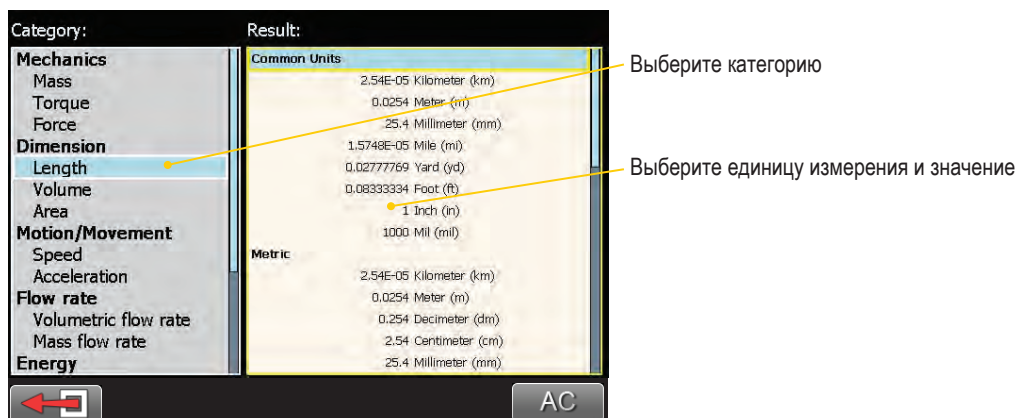 Category:
Mechanics
Mass
Torque
Force
Dimension
Length
Volume
Area
Motion/Movement
Speed
Acceleration
Flow rate
Volumetric flow rate
Mass flow rate
Energy
Result:
Common Units
2.54E-05 Kilometer (km)
0.0254 Meter (m)
25.4 Millimeter (mm)
1.5748E-05 Mile (mi)
0.02777769 Yard (yd)
0.08333334 Foot (ft)
1 Inch (in)
1000 Mil (mil)
Metric
2.54E-05 Kilometer (km)
0.0254 Meter (m)
0.254 Decimeter (dm)
2.54 Centimeter (cm)
25.4 Millimeter (mm)
AC
Выберите категорию
Выберите единицу измерения и значение